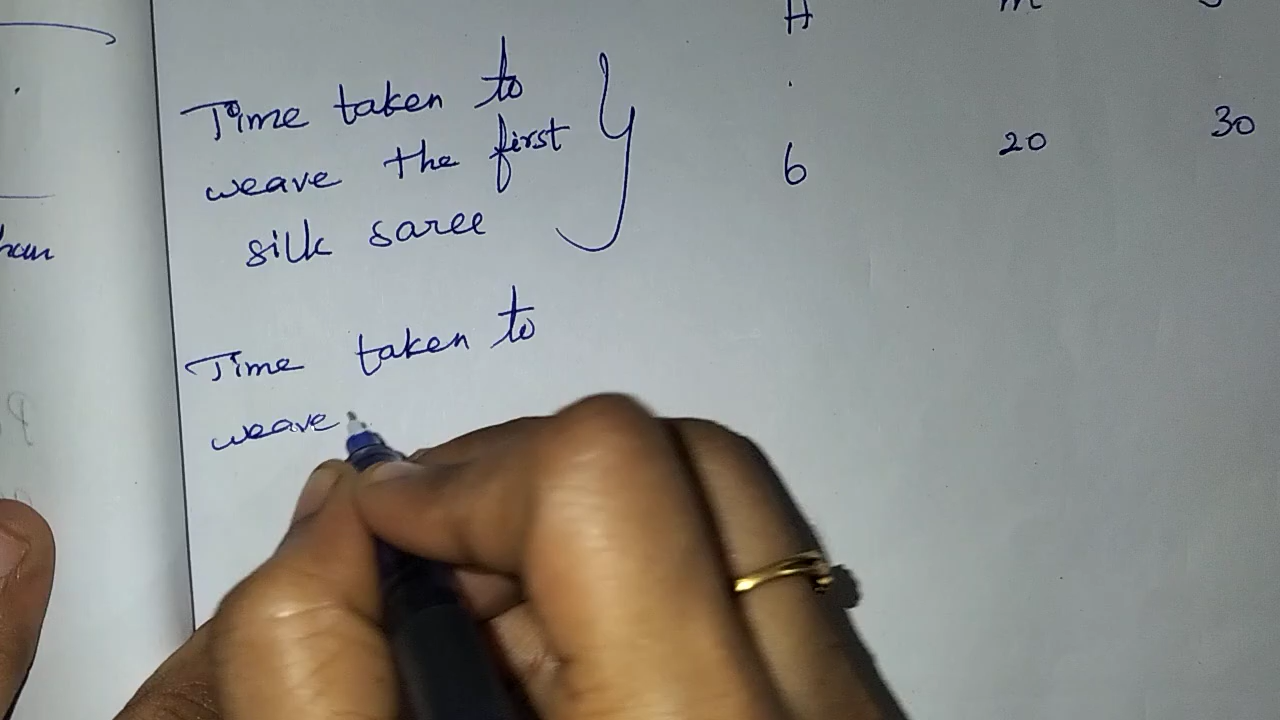 H m
Time taken to
weave the first 6 20 30
silk saree
Time taken to
weave